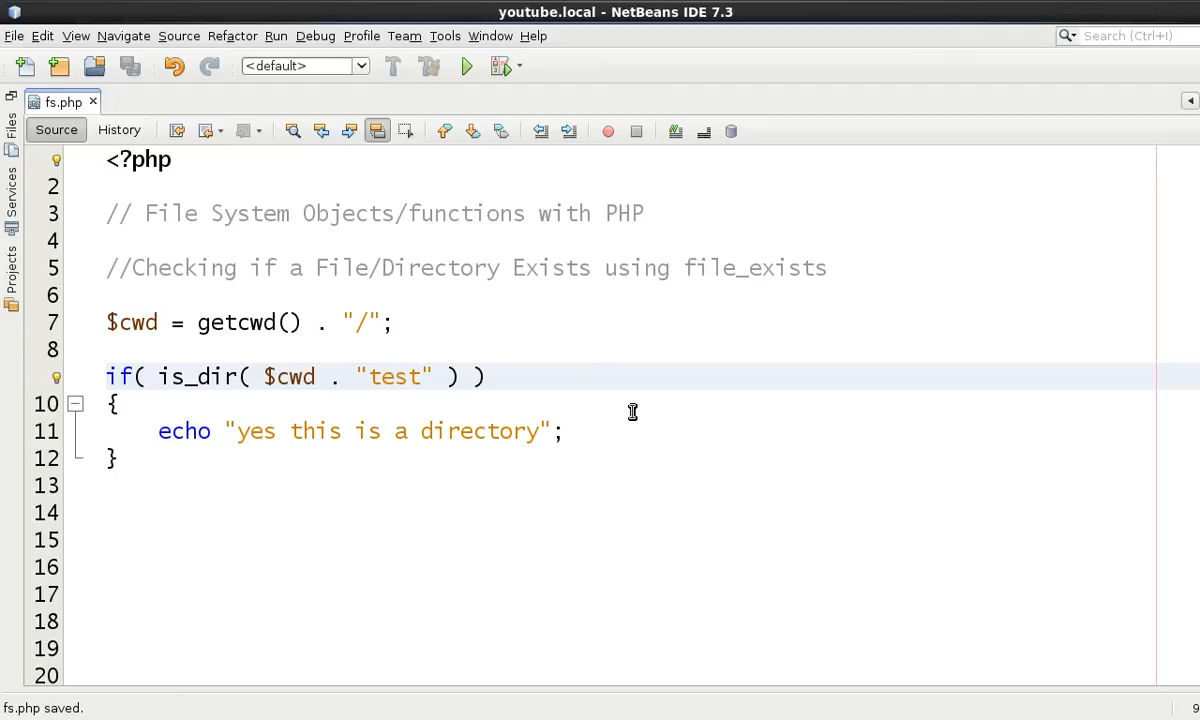 youtube.local - NetBeans IDE 7.3
File Edit View Navigate Source Refactor Run Debug Profile Team Tools Window Help
Search (Ctrl+I)
<default>
fs.php
Source History
Files
Services
Projects
<?php
2
3 // File System Objects/functions with PHP
4
5 //Checking if a File/Directory Exists using file_exists
6
7 $cwd = getcwd() . "/";
8
if( is_dir( $cwd . "test" ) )
10 {
11 echo "yes this is a directory";
12 }
13
14
15
16
17
18
19
20
fs.php saved.
9